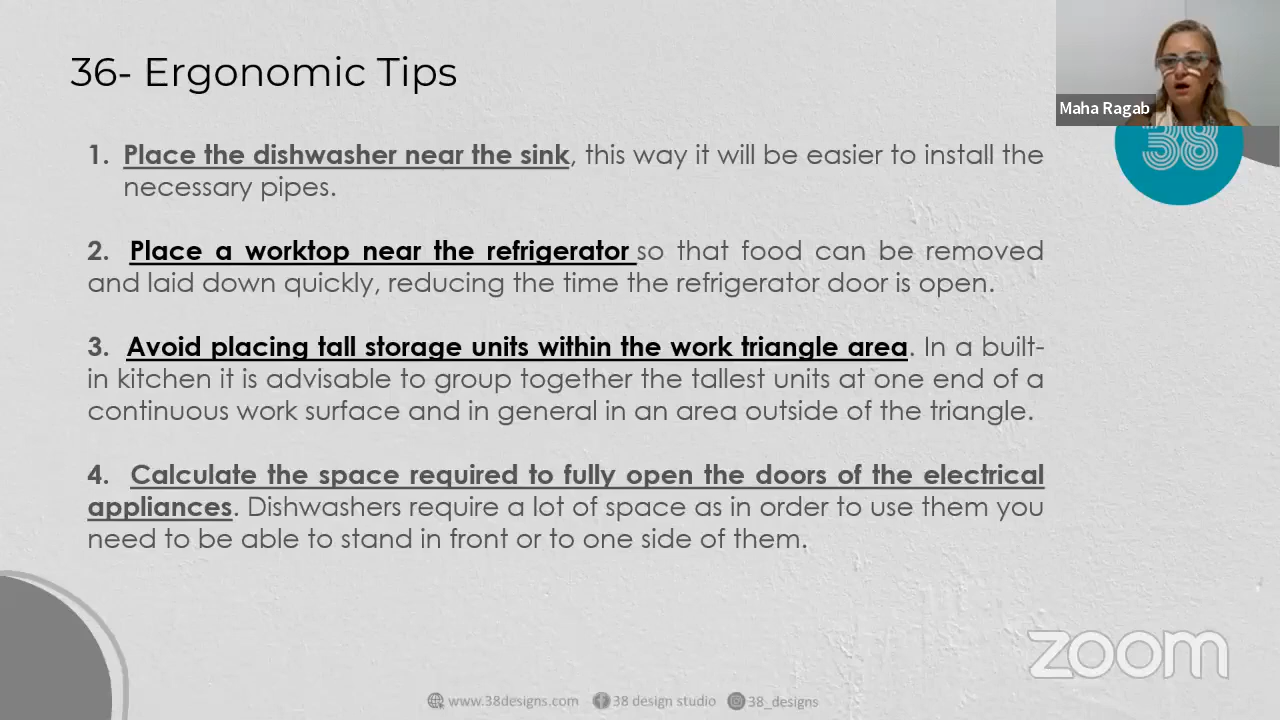 36- Ergonomic Tips
Maha Ragab
38
1. Place the dishwasher near the sink, this way it will be easier to install the
necessary pipes.
2. Place a worktop near the refrigerator so that food can be removed
and laid down quickly, reducing the time the refrigerator door is open.
3. Avoid placing tall storage units within the work triangle area. In a built-
in kitchen it is advisable to group together the tallest units at one end of a
continuous work surface and in general in an area outside of the triangle.
4. Calculate the space required to fully open the doors of the electrical
appliances. Dishwashers require a lot of space as in order to use them you
need to be able to stand in front or to one side of them.
zoom
www.38designs.com 38 design studio 38_designs